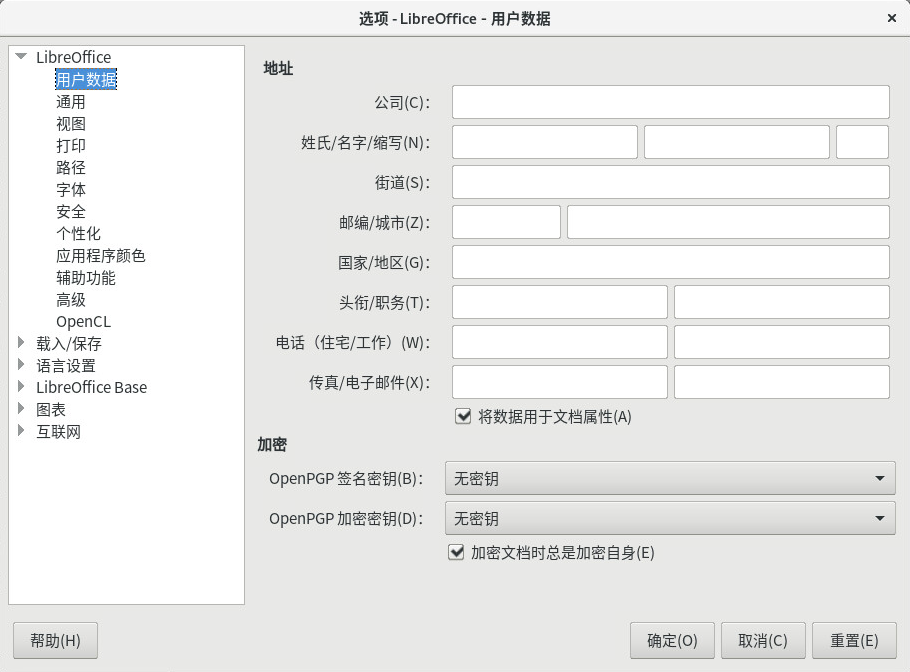 选项 - LibreOffice - 用户数据
LibreOffice
用户数据
通用
视图
打印
路径
字体
安全
个性化
应用程序颜色
辅助功能
高级
OpenCL
载入/保存
语言设置
LibreOffice Base
图表
互联网
地址
公司(C)：
姓氏/名字/缩写(N)：
街道(S)：
邮编/城市(Z)：
国家/地区(G)：
头衔/职务(T)：
电话（住宅/工作）(W)：
传真/电子邮件(X)：
将数据用于文档属性(A)
加密
OpenPGP 签名密钥(B)： 无密钥
OpenPGP 加密密钥(D)： 无密钥
加密文档时总是加密自身(E)
帮助(H) 确定(O) 取消(C) 重置(E)